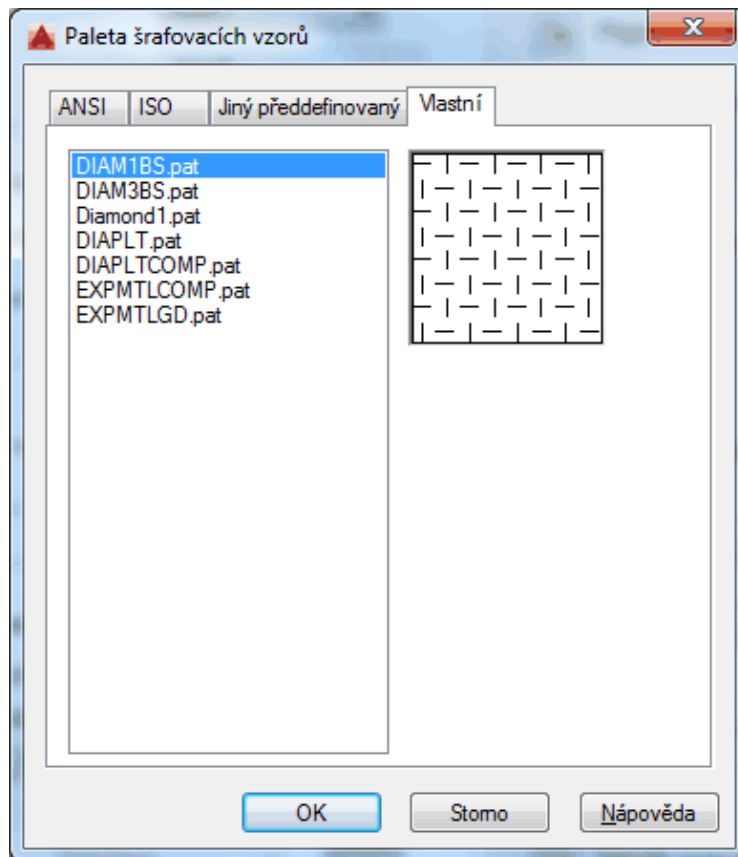 Paleta šrafovacích vzorů
ANSI ISO Jiný předdefinovaný Vlastní
DIAM1BS.pat
DIAM3BS.pat
Diamond1.pat
DIAPLT.pat
DIAPLTCOMP.pat
EXPMTLCOMP.pat
EXPMTLGD.pat
OK Storno Nápověda